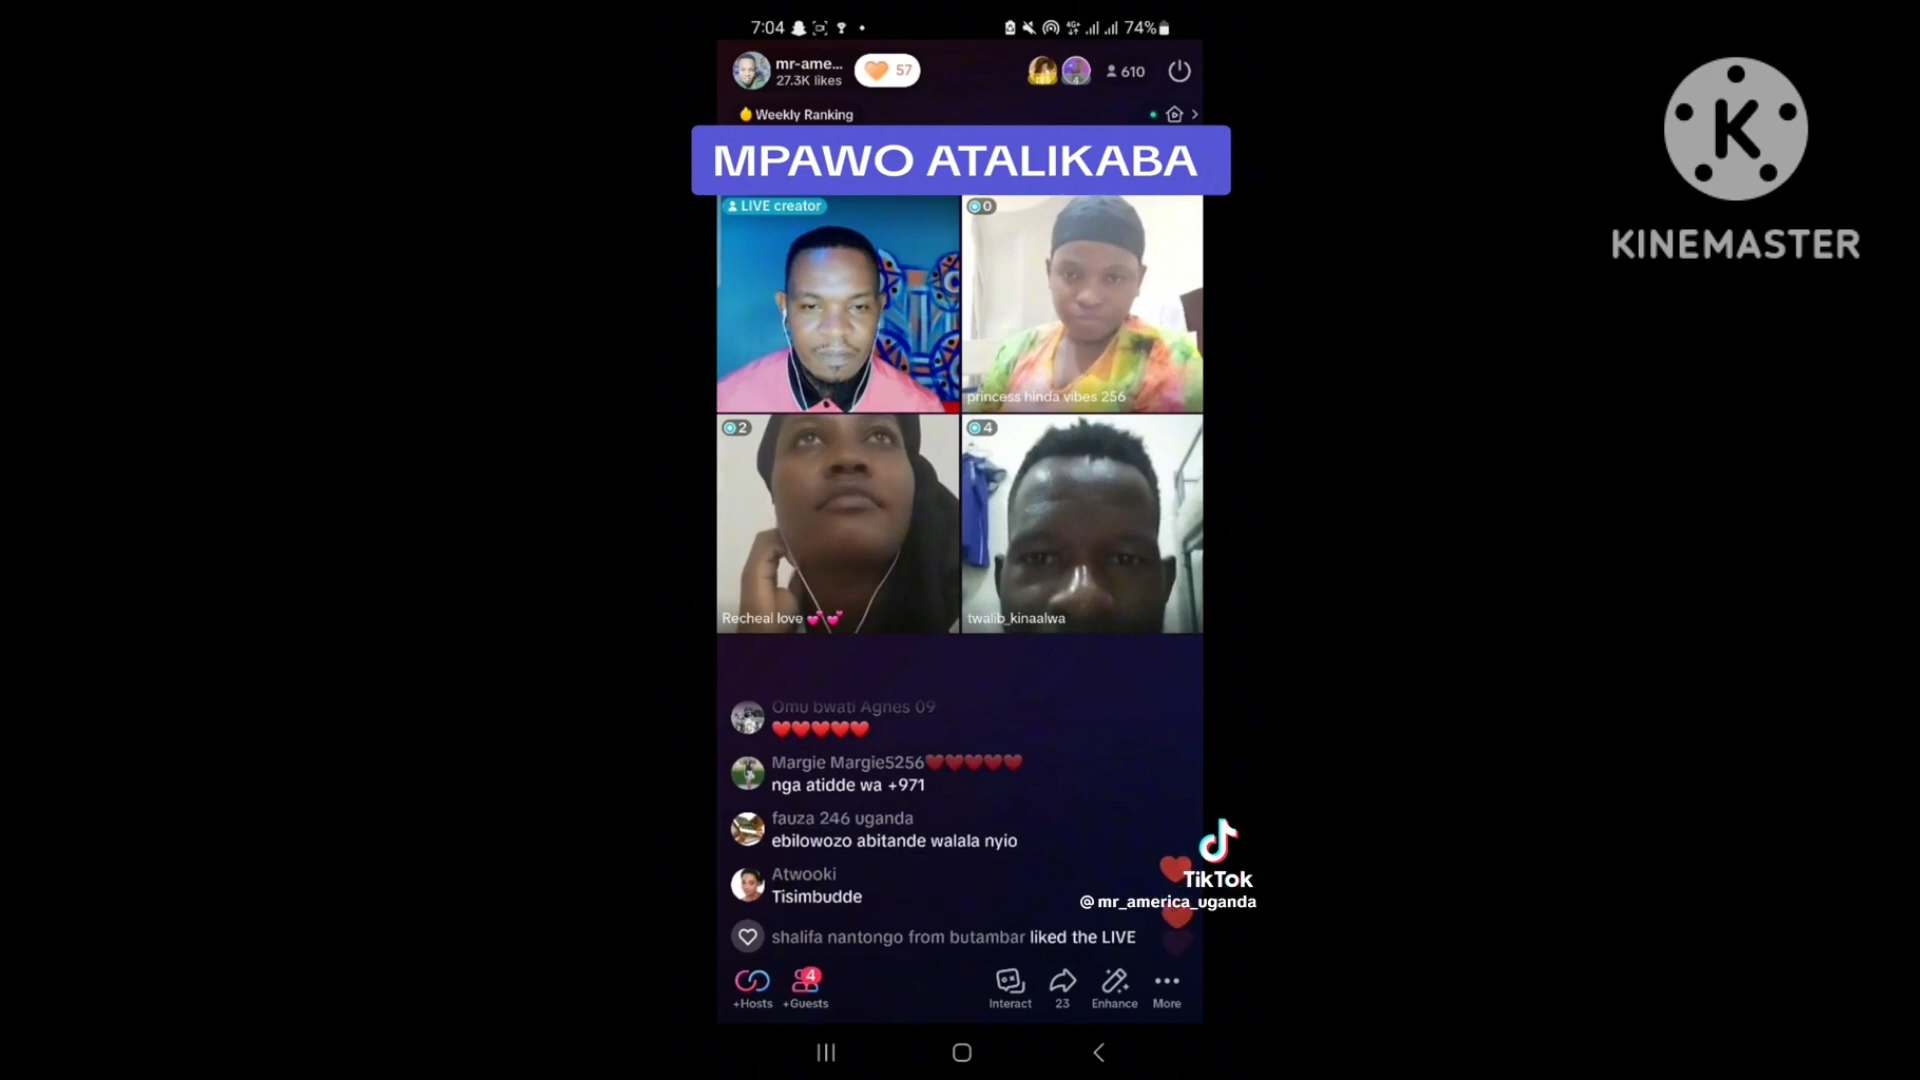 7:04
4G+
74%
mr-ame...
27.3K likes
57
610
Weekly Ranking
MPAWO ATALIKABA
LIVE creator
0
princess hinda vibes 256
2
4
Recheal love 💕 💕
twalib_kinaalwa
Omu bwati Agnes 09
❤️❤️❤️❤️❤️
Margie Margie5256❤️❤️❤️❤️❤️
nga atidde wa +971
fauza 246 uganda
ebilowozo abitande walala nyio
Atwooki
Tisimbudde
shalifa nantongo from butambar liked the LIVE
TikTok
@mr_america_uganda
4
+Hosts
+Guests
Interact
23
Enhance
More
K
KINEMASTER